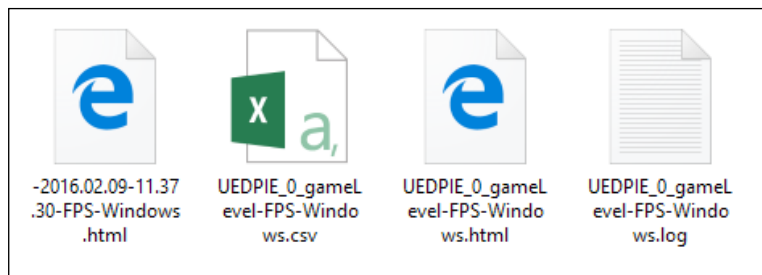 X
a,
-2016.02.09-11.37
.30-FPS-Windows
.html
UEDPIE_0_gameL
evel-FPS-Windo
ws.csv
UEDPIE_0_gameL
evel-FPS-Windo
ws.html
UEDPIE_0_gameL
evel-FPS-Windo
ws.log